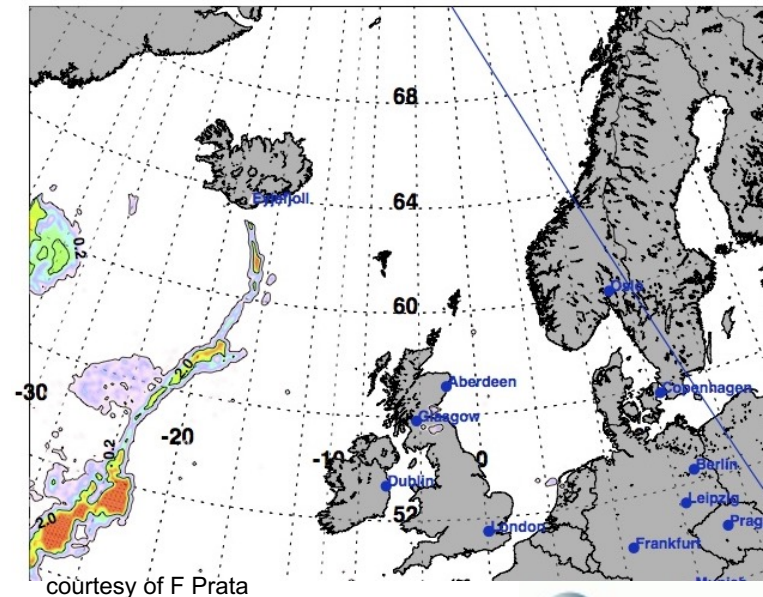 68
Eyjafjoll
64
0.2
Oslo
60
2.0
-30
Aberdeen
Copenhagen
Glasgow
-20
0.2
-10
0
Berlin
Dublin
Leipzig
2.0
52
London
Prag
Frankfurt
courtesy of F Prata